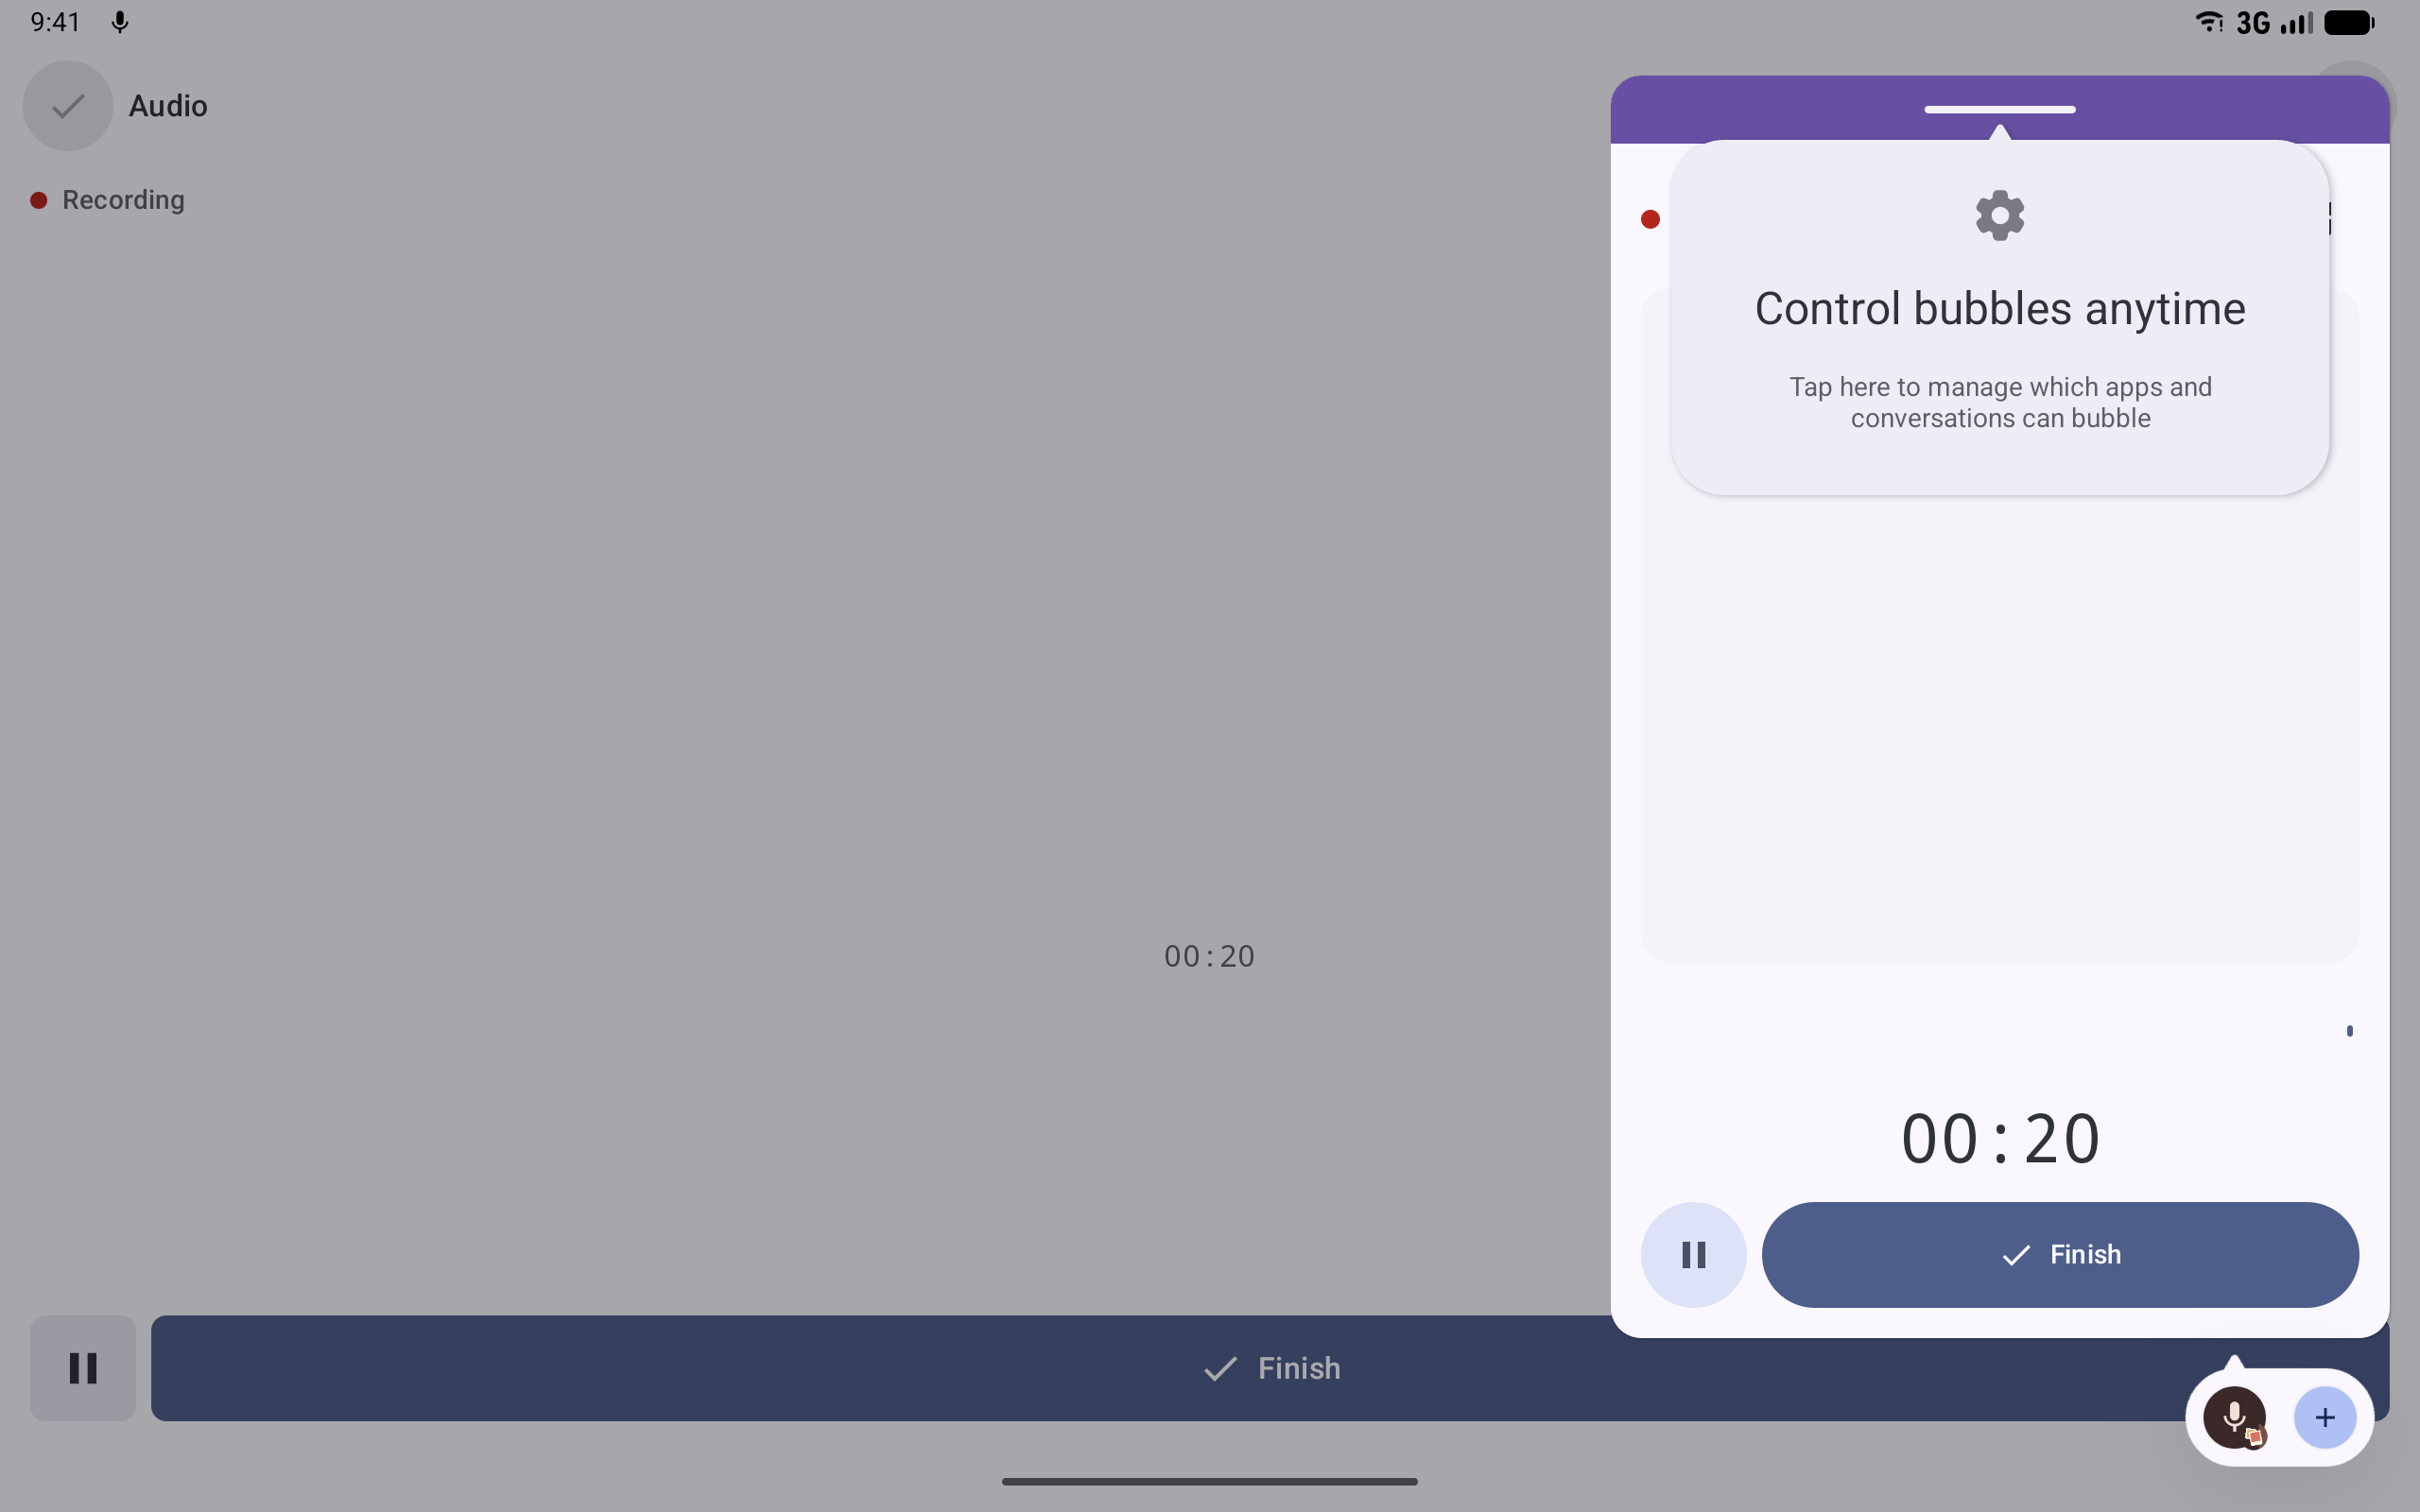 9:41
3G
Audio
Recording
Control bubbles anytime
Tap here to manage which apps and
conversations can bubble
00:20
00:20
Finish
Finish